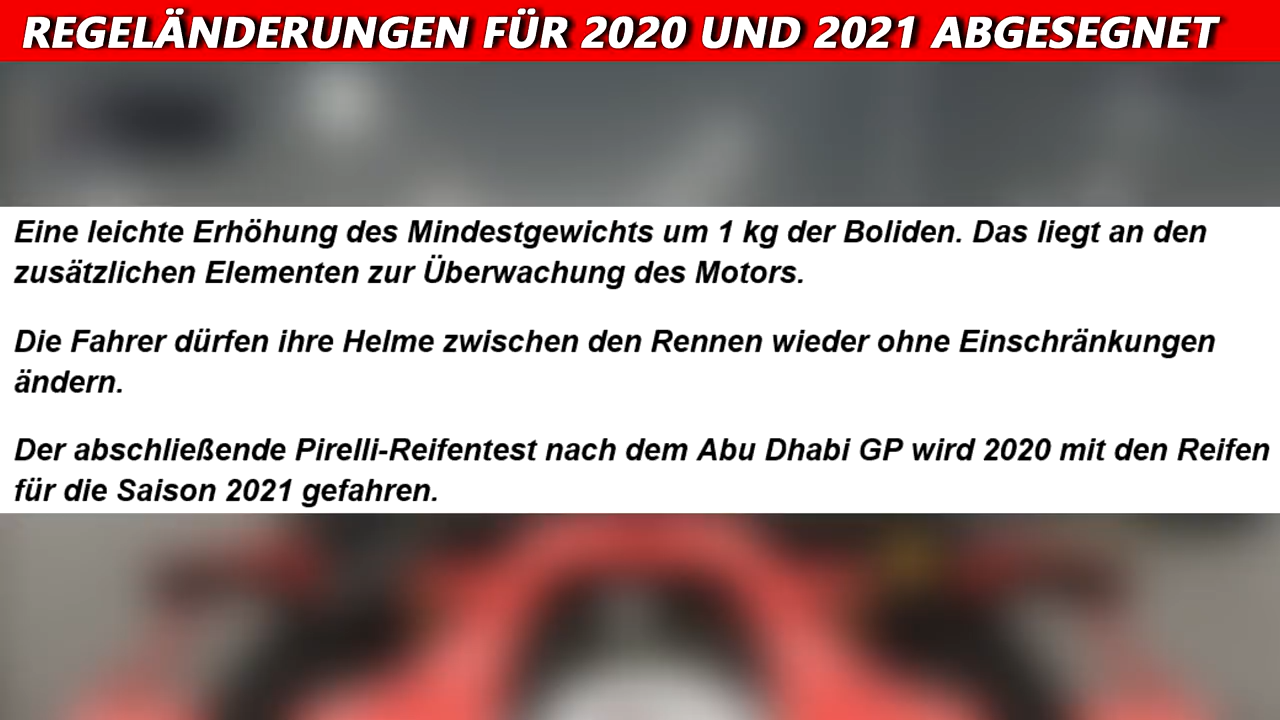 REGELÄNDERUNGEN FÜR 2020 UND 2021 ABGESEGNET
Eine leichte Erhöhung des Mindestgewichts um 1 kg der Boliden. Das liegt an den
zusätzlichen Elementen zur Überwachung des Motors.
Die Fahrer dürfen ihre Helme zwischen den Rennen wieder ohne Einschränkungen
ändern.
Der abschließende Pirelli-Reifentest nach dem Abu Dhabi GP wird 2020 mit den Reifen
für die Saison 2021 gefahren.